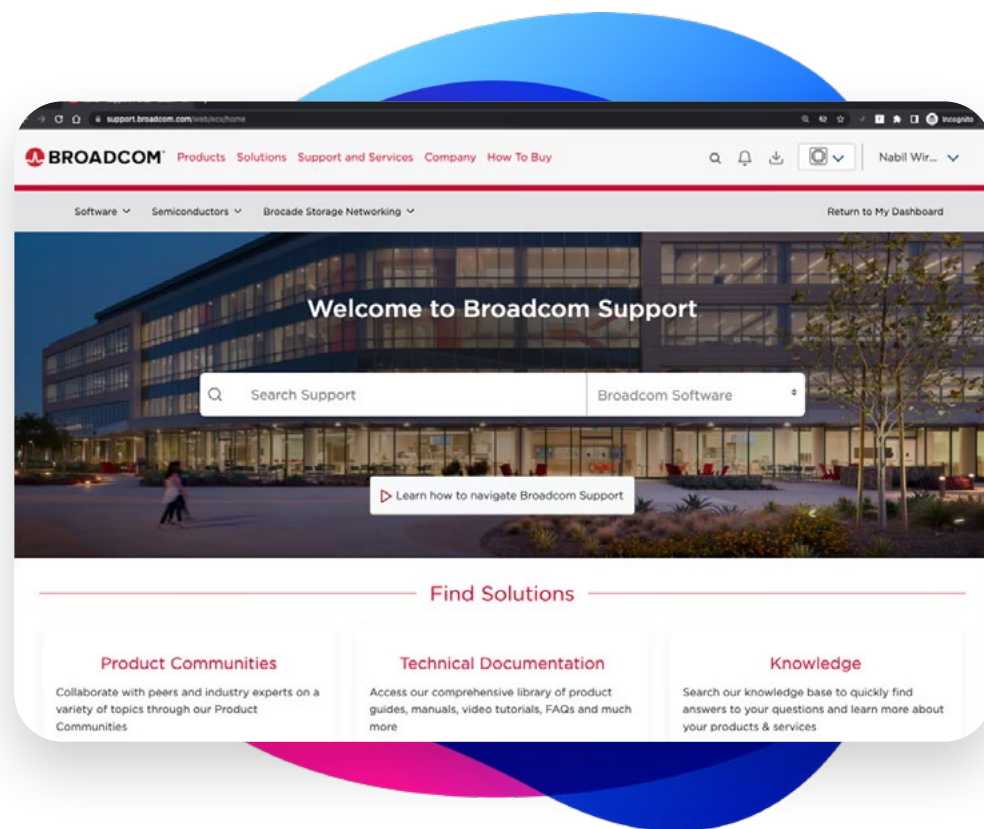 support.broadcom.com/web/ecx/home
Incognito
BROADCOM
Products Solutions Support and Services Company How To Buy
Nabil Wir...
Software Semiconductors Brocade Storage Networking
Return to My Dashboard
Welcome to Broadcom Support
Search Support
Broadcom Software
Learn how to navigate Broadcom Support
Find Solutions
Product Communities
Collaborate with peers and industry experts on a
variety of topics through our Product
Communities
Technical Documentation
Access our comprehensive library of product
guides, manuals, video tutorials, FAQs and much
more
Knowledge
Search our knowledge base to quickly find
answers to your questions and learn more about
your products & services